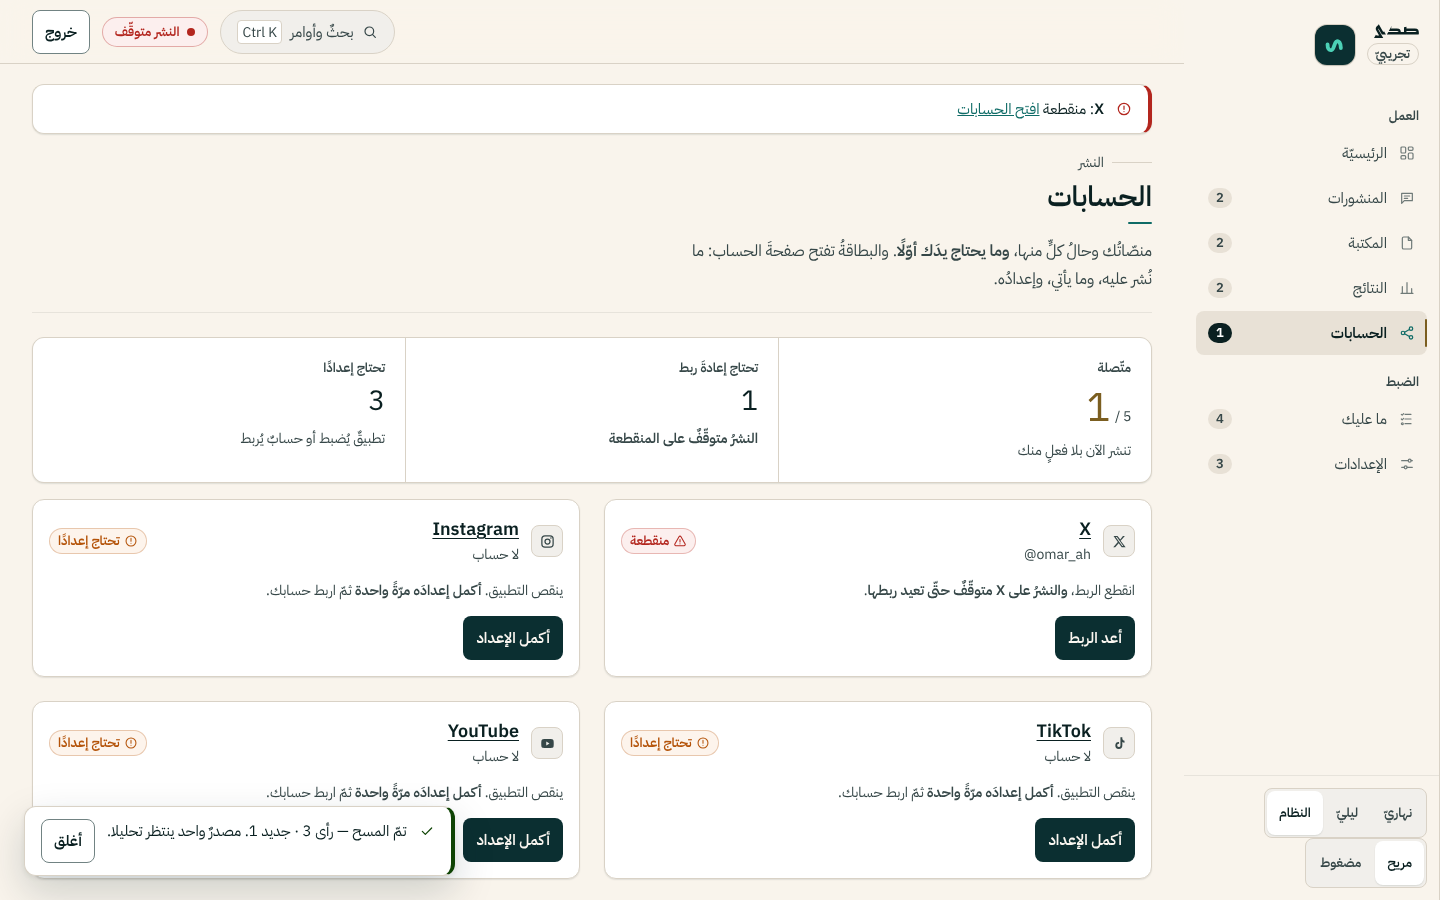 صدى
تجريبيّ
العمل
الرئيسيّة
المنشورات 2
المكتبة 2
النتائج 2
الحسابات 1
الضبط
ما عليك 4
الإعدادات 3
نهاريّ ليليّ النظام
مريح مضغوط
بحثٌ وأوامر Ctrl K
النشر متوقّف
خروج
X: منقطعة افتح الحسابات
النشر
الحسابات
منصّاتُك وحالُ كلٍّ منها، وما يحتاج يدَك أوّلًا. والبطاقةُ تفتح صفحةَ الحساب: ما
نُشر عليه، وما يأتي، وإعدادُه.
متّصلة
1 / 5
تنشر الآن بلا فعلٍ منك
تحتاج إعادةَ ربط
1
النشرُ متوقّفٌ على المنقطعة
تحتاج إعدادًا
3
تطبيقٌ يُضبط أو حسابٌ يُربط
X
@omar_ah
منقطعة
انقطع الربط، والنشرُ على X متوقّفٌ حتّى تعيد ربطها.
أعد الربط
Instagram
لا حساب
تحتاج إعدادًا
ينقص التطبيق. أكمل إعدادَه مرّةً واحدة ثمّ اربط حسابك.
أكمل الإعداد
TikTok
لا حساب
تحتاج إعدادًا
ينقص التطبيق. أكمل إعدادَه مرّةً واحدة ثمّ اربط حسابك.
أكمل الإعداد
YouTube
لا حساب
تحتاج إعدادًا
ينقص التطبيق. أكمل إعدادَه مرّةً واحدة ثمّ اربط حسابك.
أكمل الإعداد
تمّ المسح — رأى 3 · جديد 1. مصدرٌ واحد ينتظر تحليلا.
أغلق